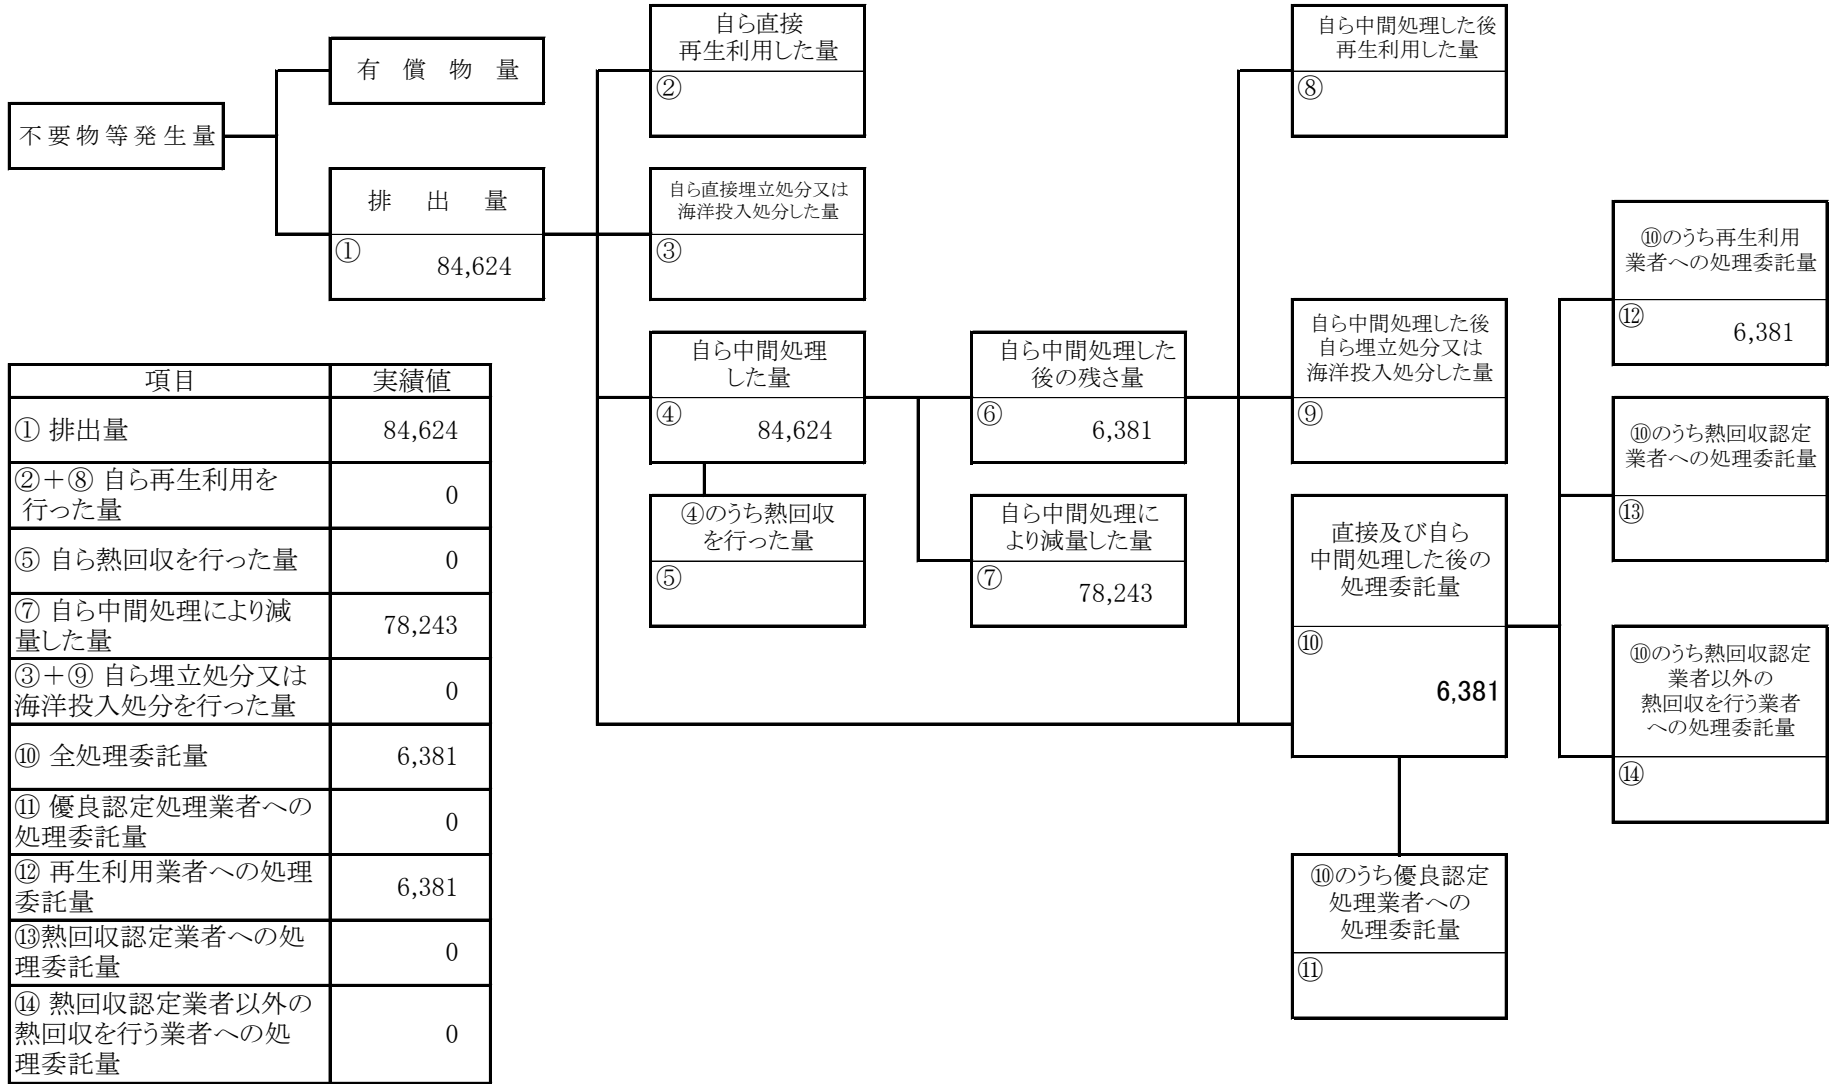 不要物等発生量
有償物量
排出量
①
84,624
自ら直接
再生利用した量
②
自ら直接埋立処分又は
海洋投入処分した量
③
自ら中間処理
した量
④
84,624
④のうち熱回収
を行った量
⑤
自ら中間処理した
後の残さ量
⑥
6,381
自ら中間処理に
より減量した量
⑦
78,243
自ら中間処理した後
再生利用した量
⑧
自ら中間処理した後
自ら埋立処分又は
海洋投入処分した量
⑨
直接及び自ら
中間処理した後の
処理委託量
⑩
6,381
⑩のうち優良認定
処理業者への
処理委託量
⑪
⑩のうち再生利用
業者への処理委託量
⑫
6,381
⑩のうち熱回収認定
業者への処理委託量
⑬
⑩のうち熱回収認定
業者以外の
熱回収を行う業者
への処理委託量
⑭
項目 実績値
① 排出量 84,624
②+⑧ 自ら再生利用を
行った量 0
⑤ 自ら熱回収を行った量 0
⑦ 自ら中間処理により減
量した量 78,243
③+⑨ 自ら埋立処分又は
海洋投入処分を行った量 0
⑩ 全処理委託量 6,381
⑪ 優良認定処理業者への
処理委託量 0
⑫ 再生利用業者への処理
委託量 6,381
⑬熱回収認定業者への処
理委託量 0
⑭ 熱回収認定業者以外の
熱回収を行う業者への処
理委託量 0